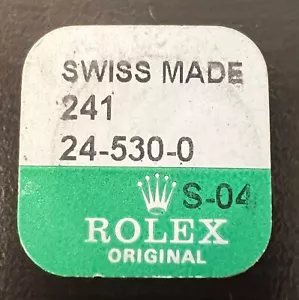 SWISS MADE
241
24-530-0
S-04
ROLEX
ORIGINAL